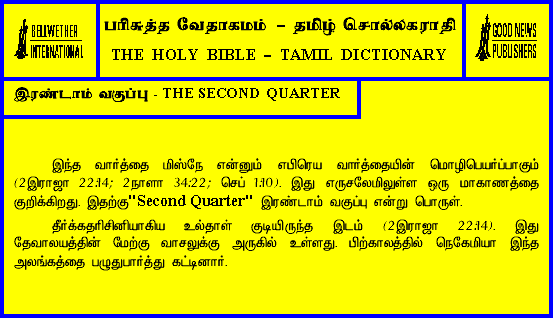 BELLWETHER
INTERNATIONAL
பரிசுத்த வேதாகமம் – தமிழ் சொல்லகராதி
THE HOLY BIBLE – TAMIL DICTIONARY
GOOD NEWS
PUBLISHERS
இரண்டாம் வகுப்பு - THE SECOND QUARTER
இந்த வார்த்தை மிஸ்நே என்னும் எபிரெய வார்த்தையின் மொழிபெயர்ப்பாகும்
(2இராஜா 22:14; 2நாளா 34:22; செப் 1:10). இது எருசலேமிலுள்ள ஒரு மாகாணத்தை
குறிக்கிறது. இதற்கு"Second Quarter" இரண்டாம் வகுப்பு என்று பொருள்.
தீர்க்கதரிசினியாகிய உல்தாள் குடியிருந்த இடம் (2இராஜா 22:14). இது
தேவாலயத்தின் மேற்கு வாசலுக்கு அருகில் உள்ளது. பிற்காலத்தில் நெகேமியா இந்த
அலங்கத்தை பழுதுபார்த்து கட்டினார்.